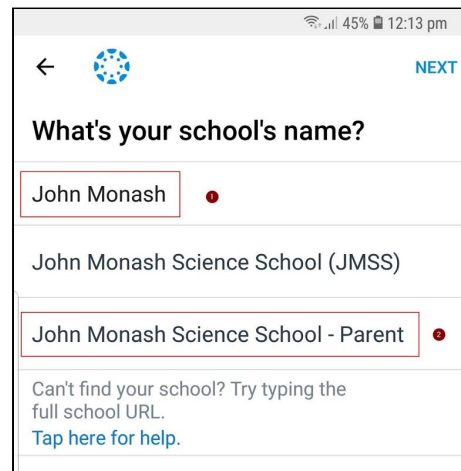 45% 12:13 pm
NEXT
What's your school's name?
John Monash
1
John Monash Science School (JMSS)
John Monash Science School - Parent
2
Can't find your school? Try typing the
full school URL.
Tap here for help.